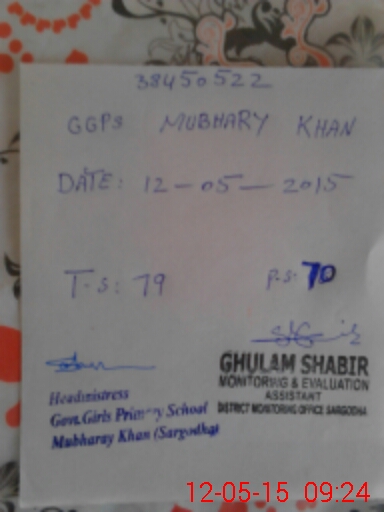 38450522
GGPS MUBHARY KHAN
DATE: 12-05-2015
T.S: 79 P.S: 70
GHULAM SHABIR
MONITORING & EVALUATION
ASSISTANT
DISTRICT MONITORING OFFICE SARGODHA
Headmistress
Govt.Girls Primary School
Mubharay Khan (Sargodha)
12-05-15 09:24